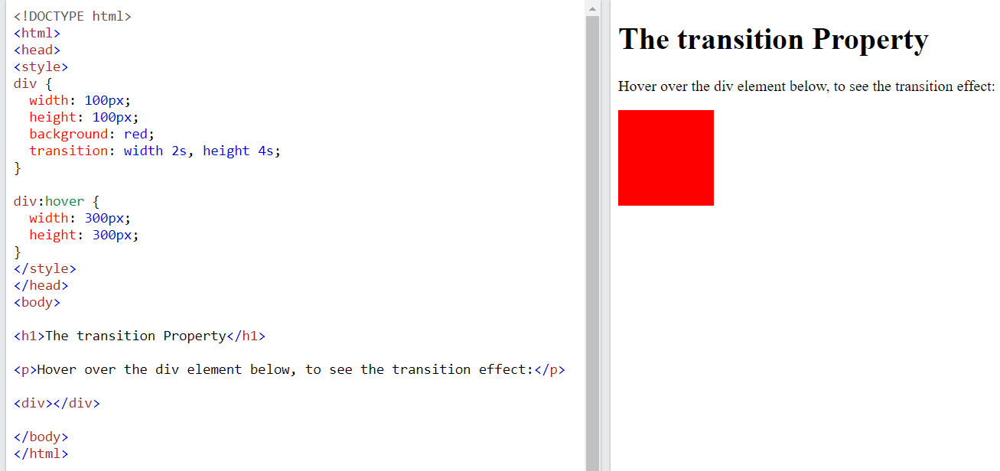 <!DOCTYPE html>
<html>
<head>
<style>
div {
  width: 100px;
  height: 100px;
  background: red;
  transition: width 2s, height 4s;
}

div:hover {
  width: 300px;
  height: 300px;
}
</style>
</head>
<body>

<h1>The transition Property</h1>

<p>Hover over the div element below, to see the transition effect:</p>

<div></div>

</body>
</html>
The transition Property
Hover over the div element below, to see the transition effect: